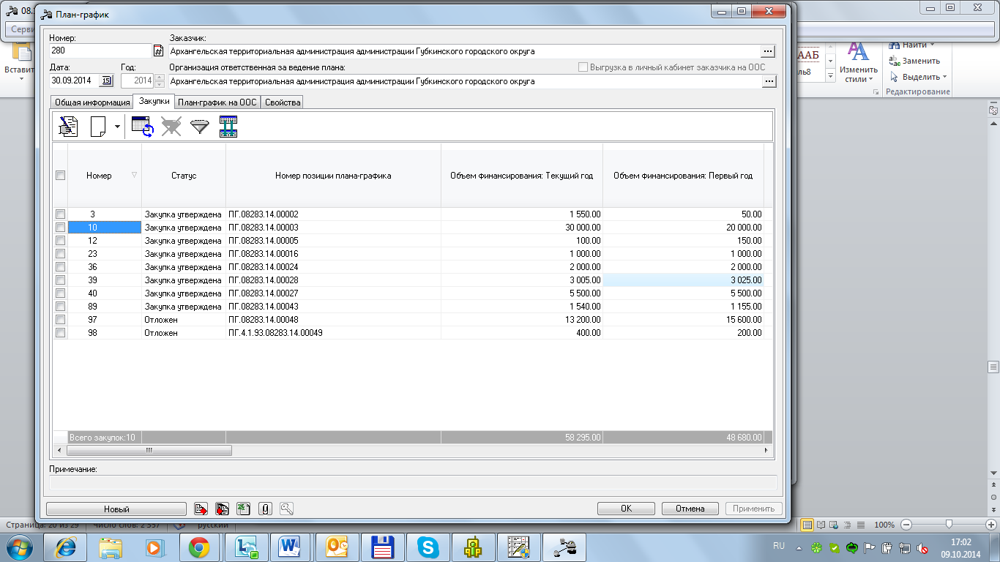 План-график
08.
Серви
Номер:
Заказчик:
280
Архангельская территориальная администрация администрации Губкинского городского округа
Дата:
Год:
Организация ответственная за ведение плана:
Выгрузка в личный кабинет заказчика на ООС
30.09.2014
15
2014
Архангельская территориальная администрация администрации Губкинского городского округа
Общая информация Закупки План-график на ООС Свойства
Номер Статус Номер позиции плана-графика Объем финансирования: Текущий год Объем финансирования: Первый год
3 Закупка утверждена ПГ.08283.14.00002 1 550.00 50.00
10 Закупка утверждена ПГ.08283.14.00003 30 000.00 20 000.00
12 Закупка утверждена ПГ.08283.14.00005 100.00 150.00
23 Закупка утверждена ПГ.08283.14.00016 1 000.00 1 000.00
36 Закупка утверждена ПГ.08283.14.00024 2 000.00 2 000.00
39 Закупка утверждена ПГ.08283.14.00028 3 005.00 3 025.00
40 Закупка утверждена ПГ.08283.14.00027 5 500.00 5 500.00
89 Закупка утверждена ПГ.08283.14.00043 1 540.00 1 155.00
97 Отложен ПГ.08283.14.00048 13 200.00 15 600.00
98 Отложен ПГ.4.1.93.08283.14.00049 400.00 200.00
Всего закупок:10 58 295.00 48 680.00
Примечание:
Новый
OK
Отмена
Применить
Вставит
ААБ
Изменить
стили
Найти
Заменить
Выделить
Редактирование
Страница: 20 из 29
Число слов: 2 357
русский
100%
RU
17:02
09.10.2014